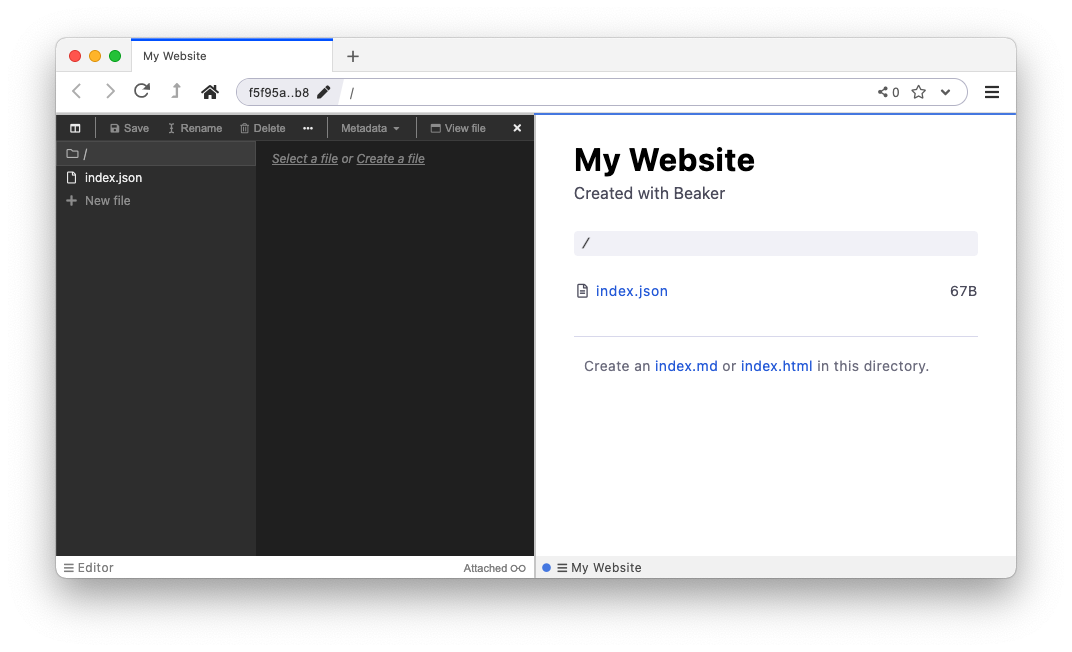 My Website
f5f95a..b8 / 0
Save Rename Delete ••• Metadata View file
/
index.json
New file
Select a file or Create a file
My Website
Created with Beaker
/
index.json 67B
Create an index.md or index.html in this directory.
Editor Attached
My Website